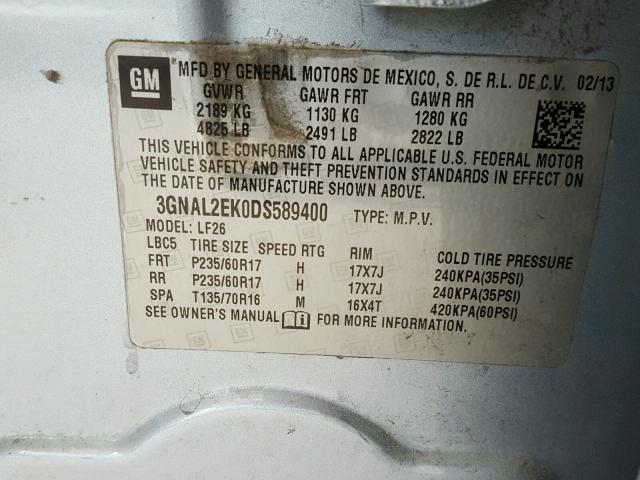 GM
MFD BY GENERAL MOTORS DE MEXICO, S. DE R.L. DE C.V. 02/13
GVWR GAWR FRT GAWR RR
2189 KG 1130 KG 1280 KG
4825 LB 2491 LB 2822 LB
THIS VEHICLE CONFORMS TO ALL APPLICABLE U.S. FEDERAL MOTOR
VEHICLE SAFETY AND THEFT PREVENTION STANDARDS IN EFFECT ON
THE DATE OF MANUFACTURE SHOWN ABOVE.
3GNAL2EK0DS589400 TYPE: M.P.V.
MODEL: LF26
LBC5 TIRE SIZE SPEED RTG RIM COLD TIRE PRESSURE
FRT P235/60R17 H 17X7J 240KPA(35PSI)
RR P235/60R17 H 17X7J 240KPA(35PSI)
SPA T135/70R16 M 16X4T 420KPA(60PSI)
SEE OWNER'S MANUAL i FOR MORE INFORMATION.